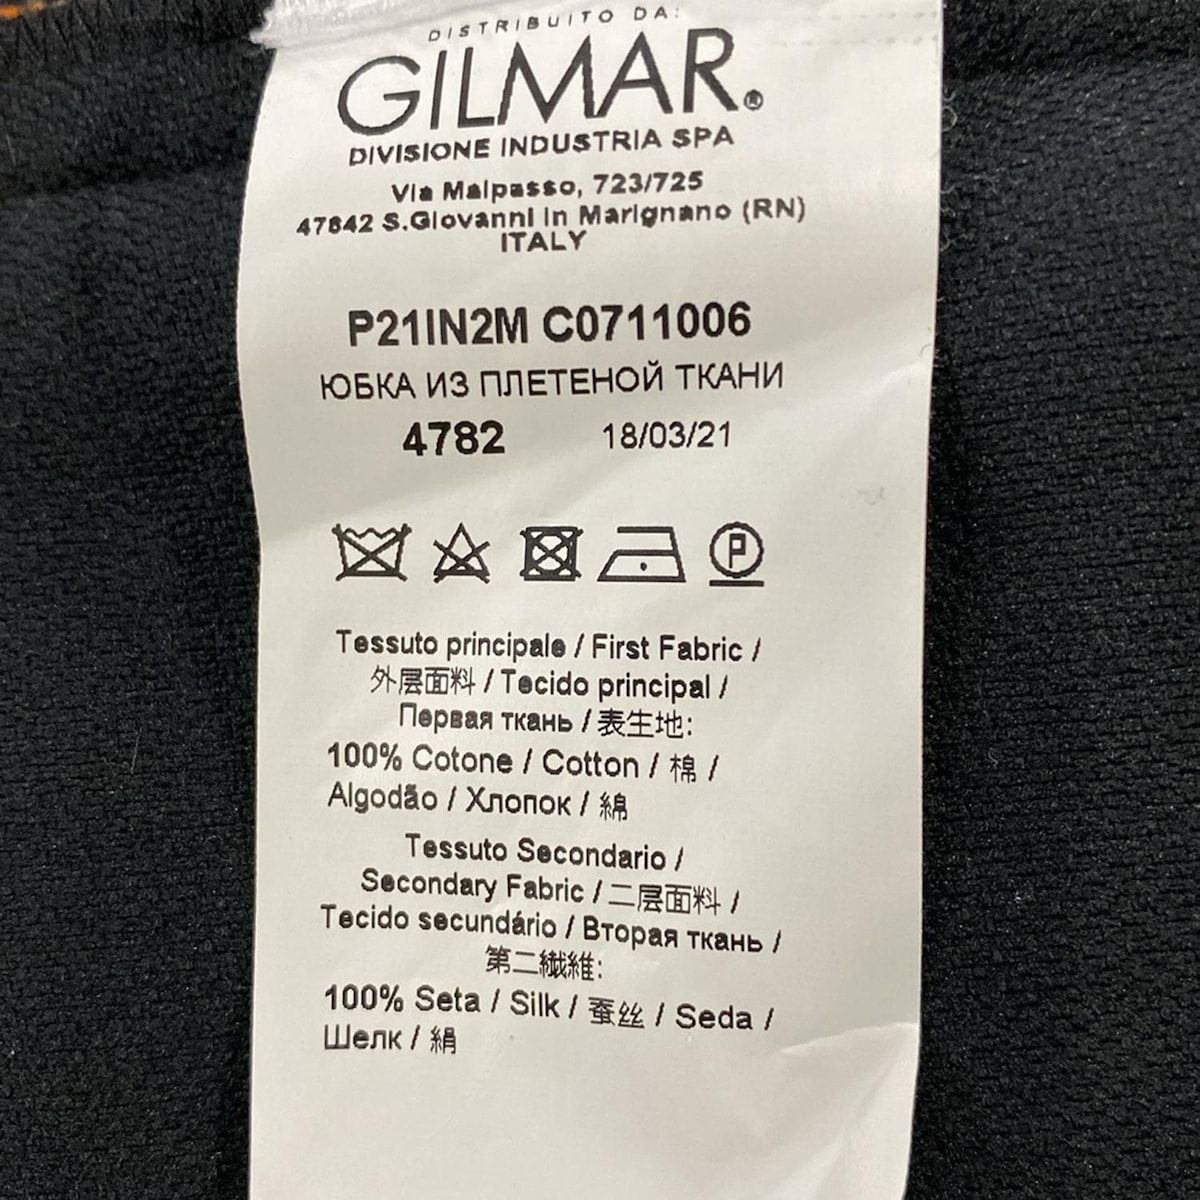 DISTRIBUITO DA:
GILMAR®
DIVISIONE INDUSTRIA SPA
Via Malpasso, 723/725
47842 S.Giovanni in Marignano (RN)
ITALY
P21IN2M C0711006
ЮБКА ИЗ ПЛЕТЕНОЙ ТКАНИ
4782 18/03/21
P
Tessuto principale / First Fabric /
外层面料 / Tecido principal /
Первая ткань / 表生地:
100% Cotone / Cotton / 棉 /
Algodão / Хлопок / 綿
Tessuto Secondario /
Secondary Fabric / 二层面料 /
Tecido secundário / Вторая ткань /
第二繊維:
100% Seta / Silk / 蚕丝 / Seda /
Шелк / 絹